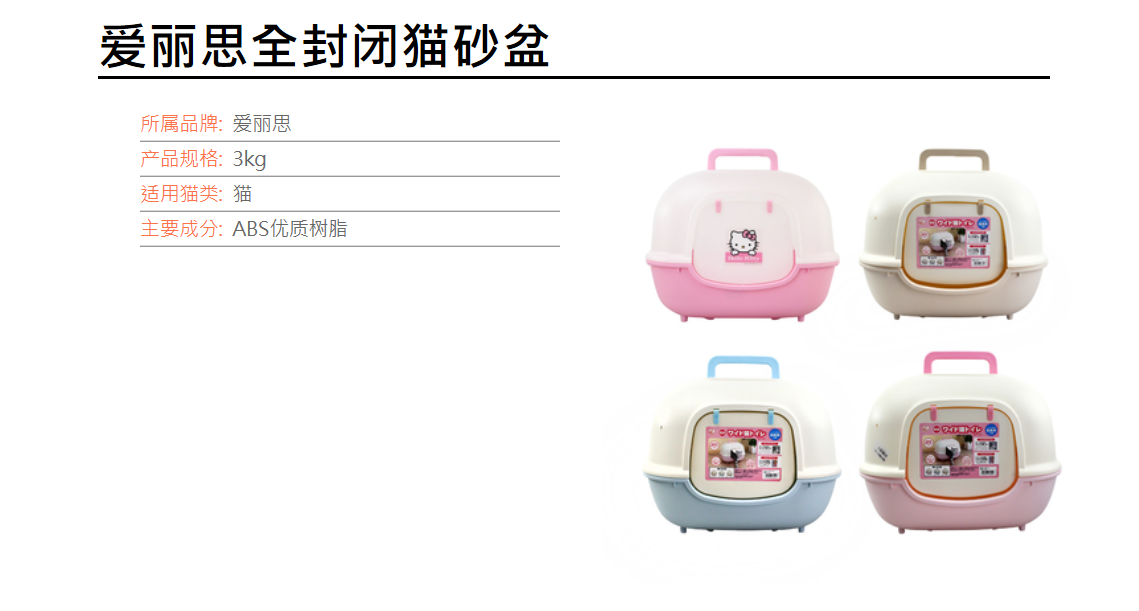 爱丽思全封闭猫砂盆
所属品牌: 爱丽思
产品规格: 3kg
适用猫类: 猫
主要成分: ABS优质树脂
Hello Kitty
ワイド猫トイレ
ワイド猫トイレ
ワイド猫トイレ